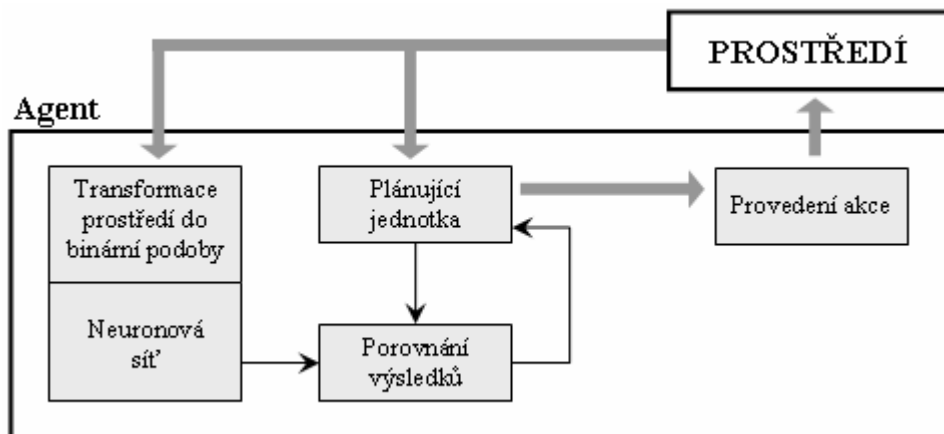 PROSTŘEDÍ
Agent
Transformace
prostředí do
binární podoby
Plánující
jednotka
Provedení akce
Neuronová
síť
Porovnání
výsledků